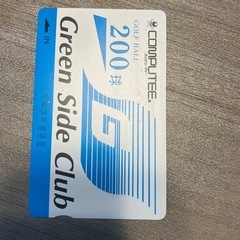 COMPUTEE®
GOLF BALL
200球
G
Green Side Club
▲ IN